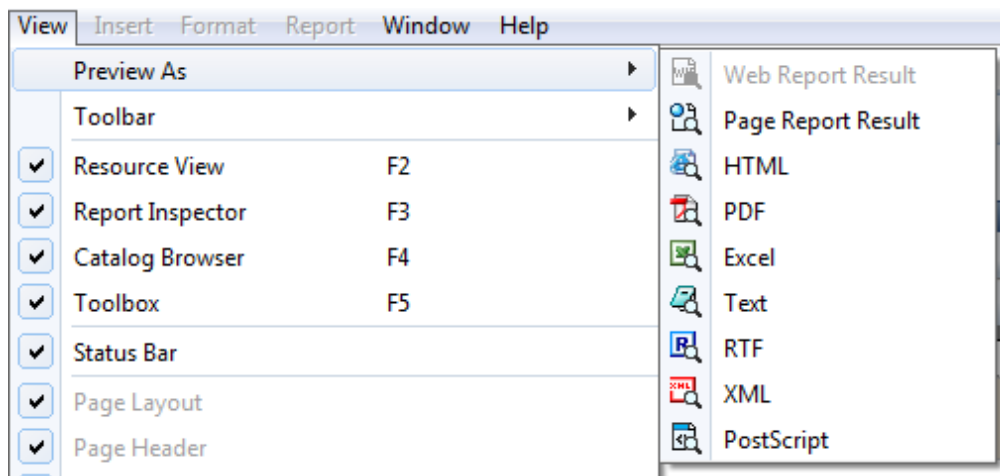 View Insert Format Report Window Help
Preview As
Toolbar
Resource View F2
Report Inspector F3
Catalog Browser F4
Toolbox F5
Status Bar
Page Layout
Page Header
Web Report Result
Page Report Result
HTML
PDF
Excel
Text
RTF
XML
PostScript